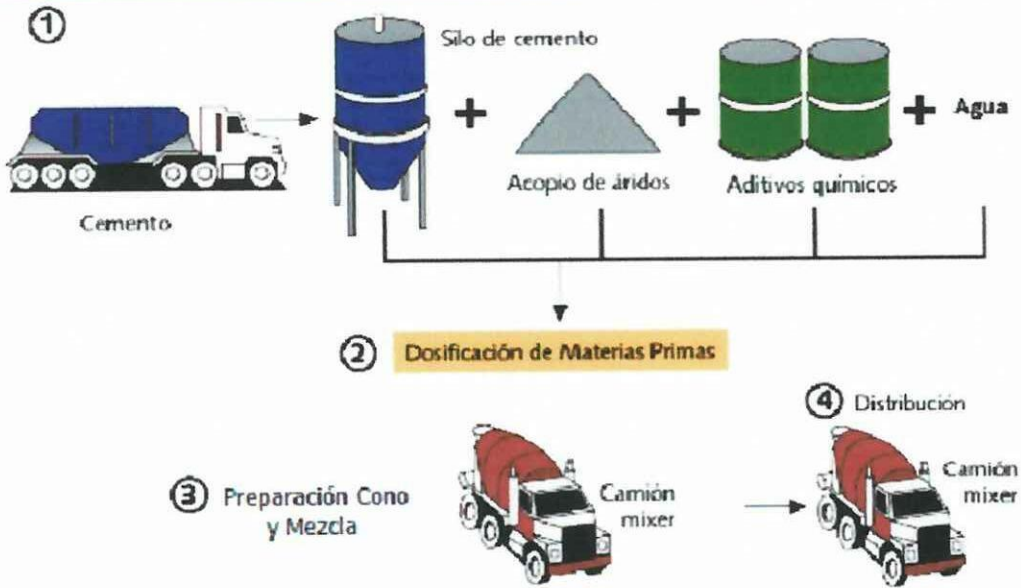 ①
Silo de cemento
+
+
+
Agua
Cemento
Acopio de áridos
Aditivos químicos
② Dosificación de Materias Primas
④ Distribución
③ Preparación Cono
y Mezcla
Camión
mixer
Camión
mixer